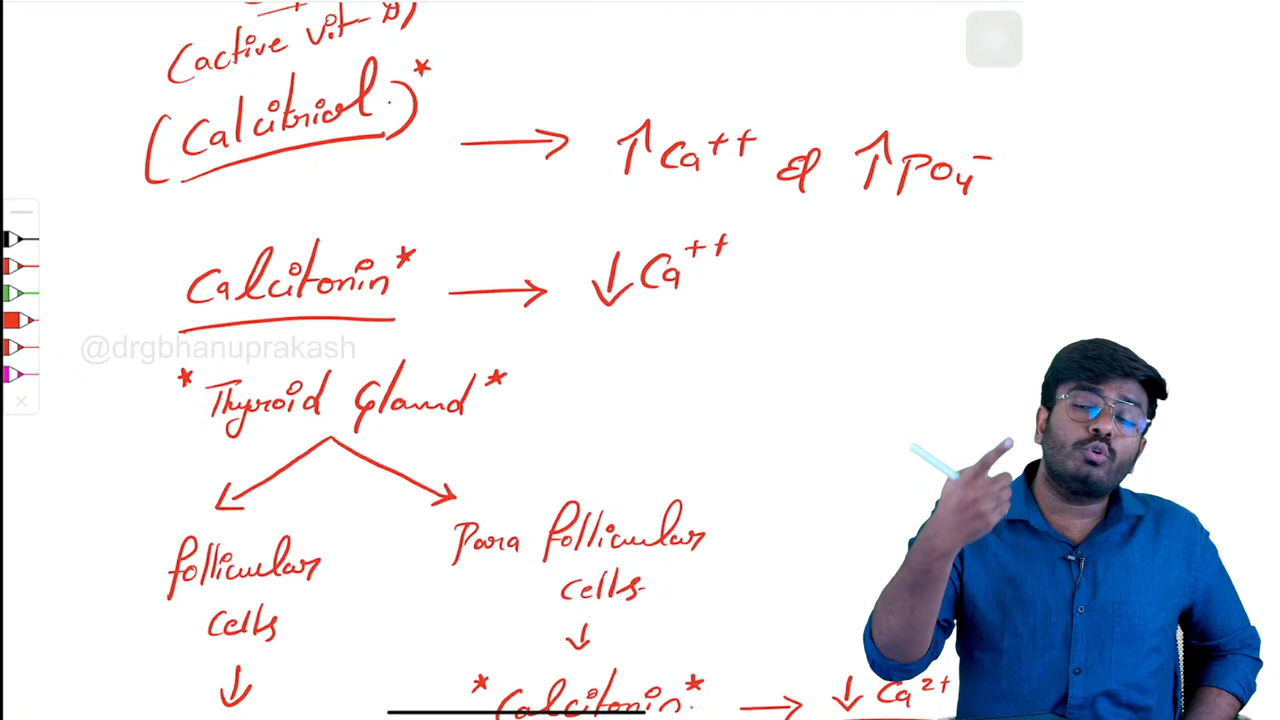 (active vit-D)
(Calcitriol)* → ↑Ca++ & ↑PO4-
Calcitonin* → ↓Ca++
@drgbhanuprakash
*Thyroid Gland*
follicular cells
Para follicular cells
↓
↓
*Calcitonin* → ↓Ca2+